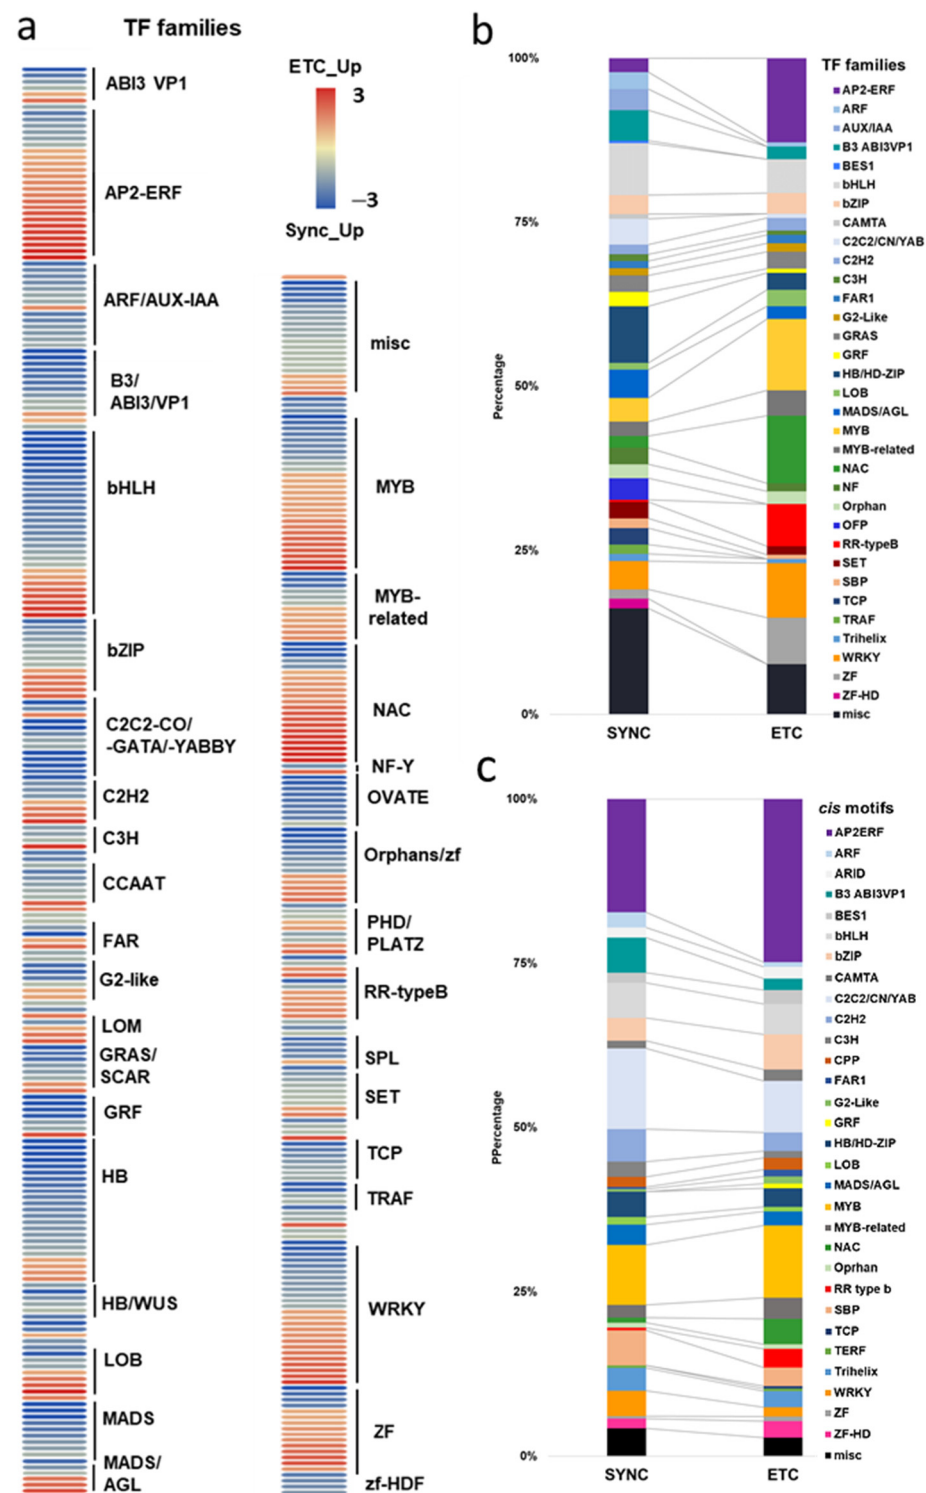 a
TF families
ETC_Up
3
–3
Sync_Up
ABI3 VP1
AP2-ERF
ARF/AUX-IAA
B3/
ABI3/VP1
bHLH
bZIP
C2C2-CO/
-GATA/-YABBY
C2H2
C3H
CCAAT
FAR
G2-like
LOM
GRAS/
SCAR
GRF
HB
HB/WUS
LOB
MADS
MADS/
AGL
misc
MYB
MYB-
related
NAC
NF-Y
OVATE
Orphans/zf
PHD/
PLATZ
RR-typeB
SPL
SET
TCP
TRAF
WRKY
ZF
zf-HDF
b
100%
75%
50%
25%
0%
Percentage
SYNC
ETC
TF families
AP2-ERF
ARF
AUX/IAA
B3 ABI3VP1
BES1
bHLH
bZIP
CAMTA
C2C2/CN/YAB
C2H2
C3H
FAR1
G2-Like
GRAS
GRF
HB/HD-ZIP
LOB
MADS/AGL
MYB
MYB-related
NAC
NF
Orphan
OFP
RR-typeB
SET
SBP
TCP
TRAF
Trihelix
WRKY
ZF
ZF-HD
misc
c
100%
75%
50%
25%
0%
PPercentage
SYNC
ETC
cis motifs
AP2ERF
ARF
ARID
B3 ABI3VP1
BES1
bHLH
bZIP
CAMTA
C2C2/CN/YAB
C2H2
C3H
CPP
FAR1
G2-Like
GRF
HB/HD-ZIP
LOB
MADS/AGL
MYB
MYB-related
NAC
Oprhan
RR type b
SBP
TCP
TERF
Trihelix
WRKY
ZF
ZF-HD
misc